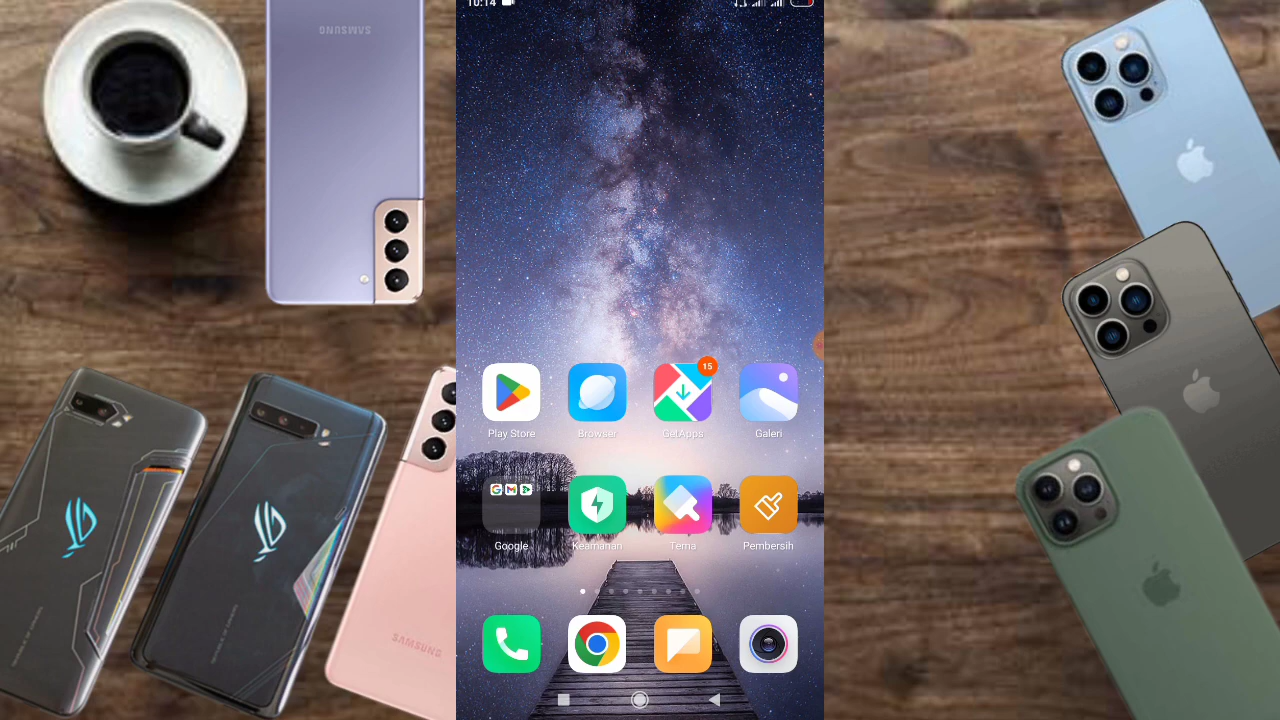 SAMSUNG
10:14
15
Play Store
Browser
GetApps
Galeri
Google
Keamanan
Tema
Pembersih
SAMSUNG